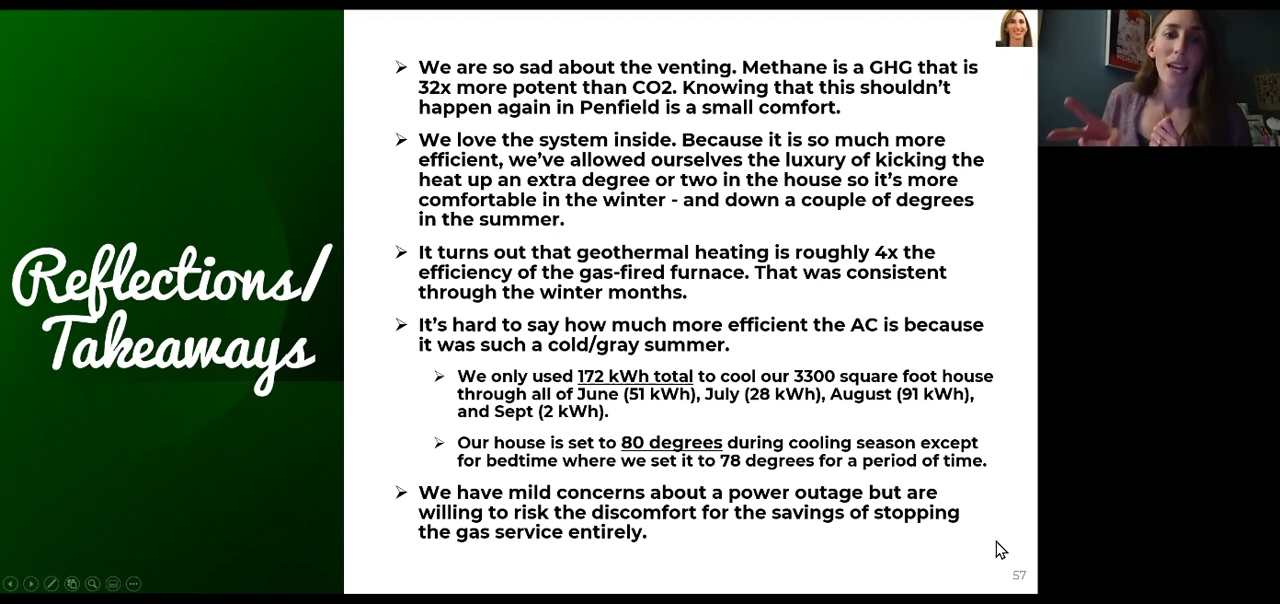 Reflections/
Takeaways
➢ We are so sad about the venting. Methane is a GHG that is
32x more potent than CO2. Knowing that this shouldn't
happen again in Penfield is a small comfort.
➢ We love the system inside. Because it is so much more
efficient, we've allowed ourselves the luxury of kicking the
heat up an extra degree or two in the house so it's more
comfortable in the winter - and down a couple of degrees
in the summer.
➢ It turns out that geothermal heating is roughly 4x the
efficiency of the gas-fired furnace. That was consistent
through the winter months.
➢ It's hard to say how much more efficient the AC is because
it was such a cold/gray summer.
➢ We only used 172 kWh total to cool our 3300 square foot house
through all of June (51 kWh), July (28 kWh), August (91 kWh),
and Sept (2 kWh).
➢ Our house is set to 80 degrees during cooling season except
for bedtime where we set it to 78 degrees for a period of time.
➢ We have mild concerns about a power outage but are
willing to risk the discomfort for the savings of stopping
the gas service entirely.
57